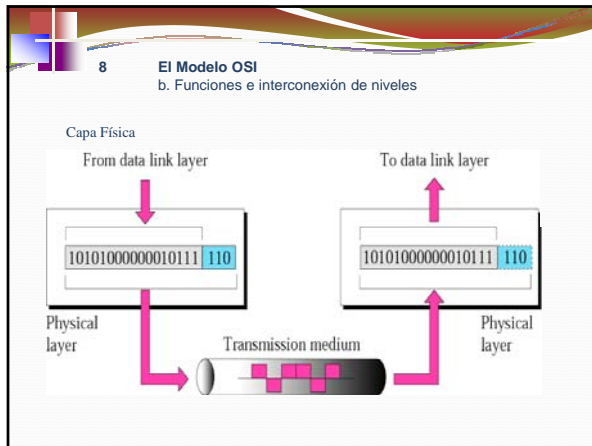 8 El Modelo OSI
b. Funciones e interconexión de niveles
Capa Física
From data link layer
To data link layer
10101000000010111 110
10101000000010111 110
Physical
layer
Transmission medium
Physical
layer